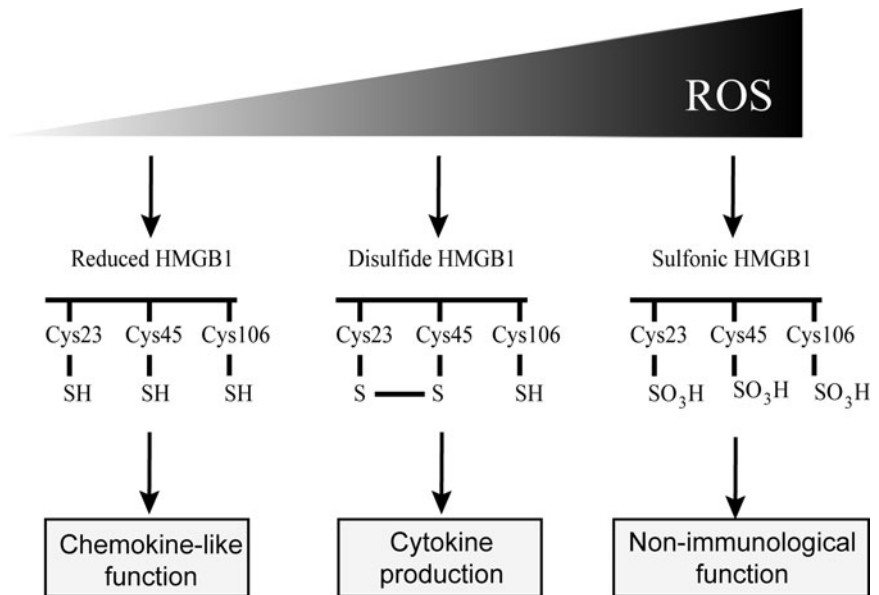 ROS
Reduced HMGB1 Disulfide HMGB1 Sulfonic HMGB1
Cys23 Cys45 Cys106 Cys23 Cys45 Cys106 Cys23 Cys45 Cys106
SH SH SH S S SH SO₃H SO₃H SO₃H
Chemokine-like
function
Cytokine
production
Non-immunological
function